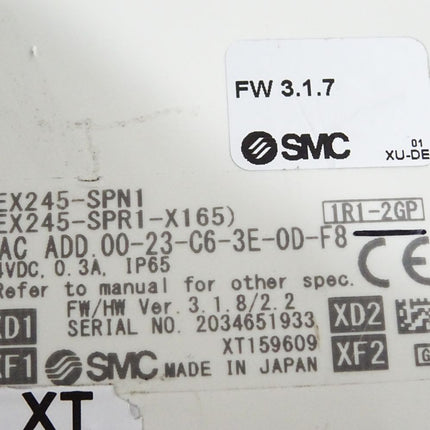 FW 3.1.7
SMC
01
XU-DE
EX245-SPN1
EX245-SPR1-X165)
1R1-2GP
AC ADD. 00-23-C6-3E-0D-F8
4VDC, 0.3A, IP65
CE
Refer to manual for other spec.
FW/HW Ver. 3.1.8/2.2
XD1
SERIAL NO. 2034651933
XD2
XT159609
XF1
SMC MADE IN JAPAN
XF2
G
XT